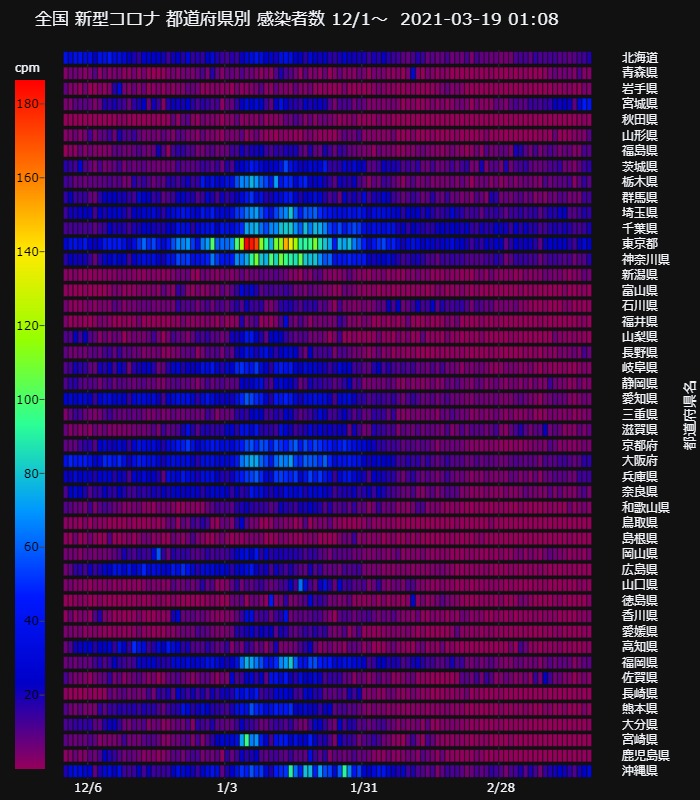 全国 新型コロナ 都道府県別 感染者数 12/1～ 2021-03-19 01:08
cpm
180
160
140
120
100
80
60
40
20
北海道
青森県
岩手県
宮城県
秋田県
山形県
福島県
茨城県
栃木県
群馬県
埼玉県
千葉県
東京都
神奈川県
新潟県
富山県
石川県
福井県
山梨県
長野県
岐阜県
静岡県
愛知県
三重県
滋賀県
京都府
大阪府
兵庫県
奈良県
和歌山県
鳥取県
島根県
岡山県
広島県
山口県
徳島県
香川県
愛媛県
高知県
福岡県
佐賀県
長崎県
熊本県
大分県
宮崎県
鹿児島県
沖縄県
都道府県名
12/6 1/3 1/31 2/28